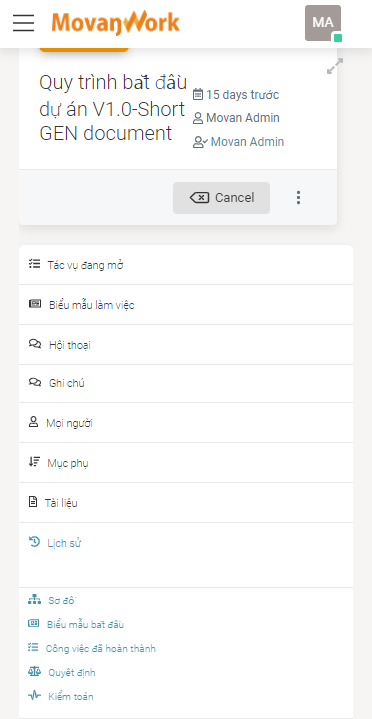 MovanWork
MA
Quy trình bắt đầu
dự án V1.0-Short
GEN document
15 days trước
Movan Admin
Movan Admin
Cancel
Tác vụ đang mở
Biểu mẫu làm việc
Hội thoại
Ghi chú
Mọi người
Mục phụ
Tài liệu
Lịch sử
Sơ đồ
Biểu mẫu bắt đầu
Công việc đã hoàn thành
Quyết định
Kiểm toán